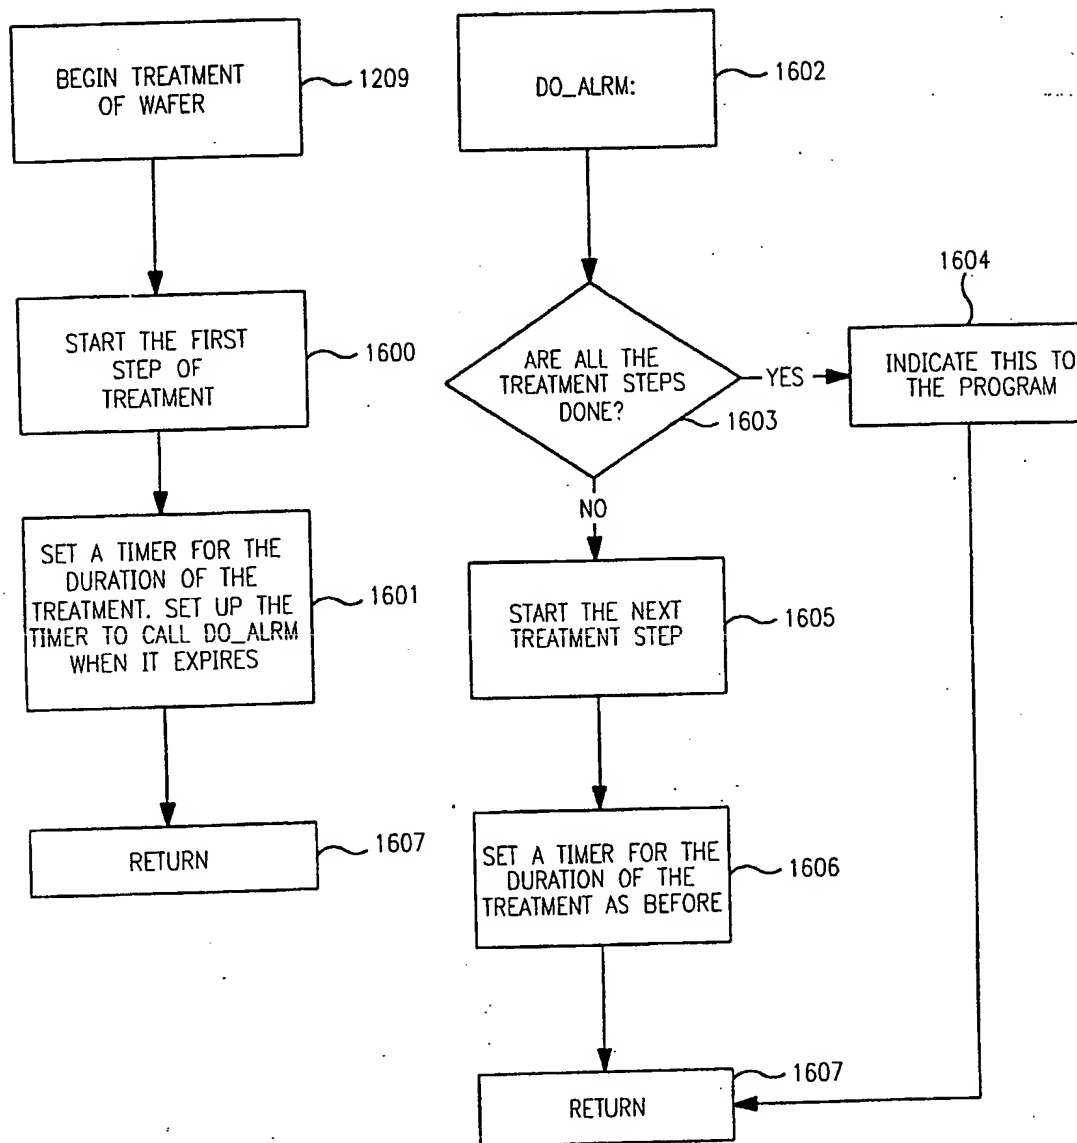 BEGIN TREATMENT
OF WAFER
1209
START THE FIRST
STEP OF
TREATMENT
1600
SET A TIMER FOR THE
DURATION OF THE
TREATMENT. SET UP THE
TIMER TO CALL DO_ALRM
WHEN IT EXPIRES
1601
RETURN
1607
DO_ALRM:
1602
ARE ALL THE
TREATMENT STEPS
DONE?
1603
YES
1604
INDICATE THIS TO
THE PROGRAM
NO
START THE NEXT
TREATMENT STEP
1605
SET A TIMER FOR THE
DURATION OF THE
TREATMENT AS BEFORE
1606
RETURN
1607